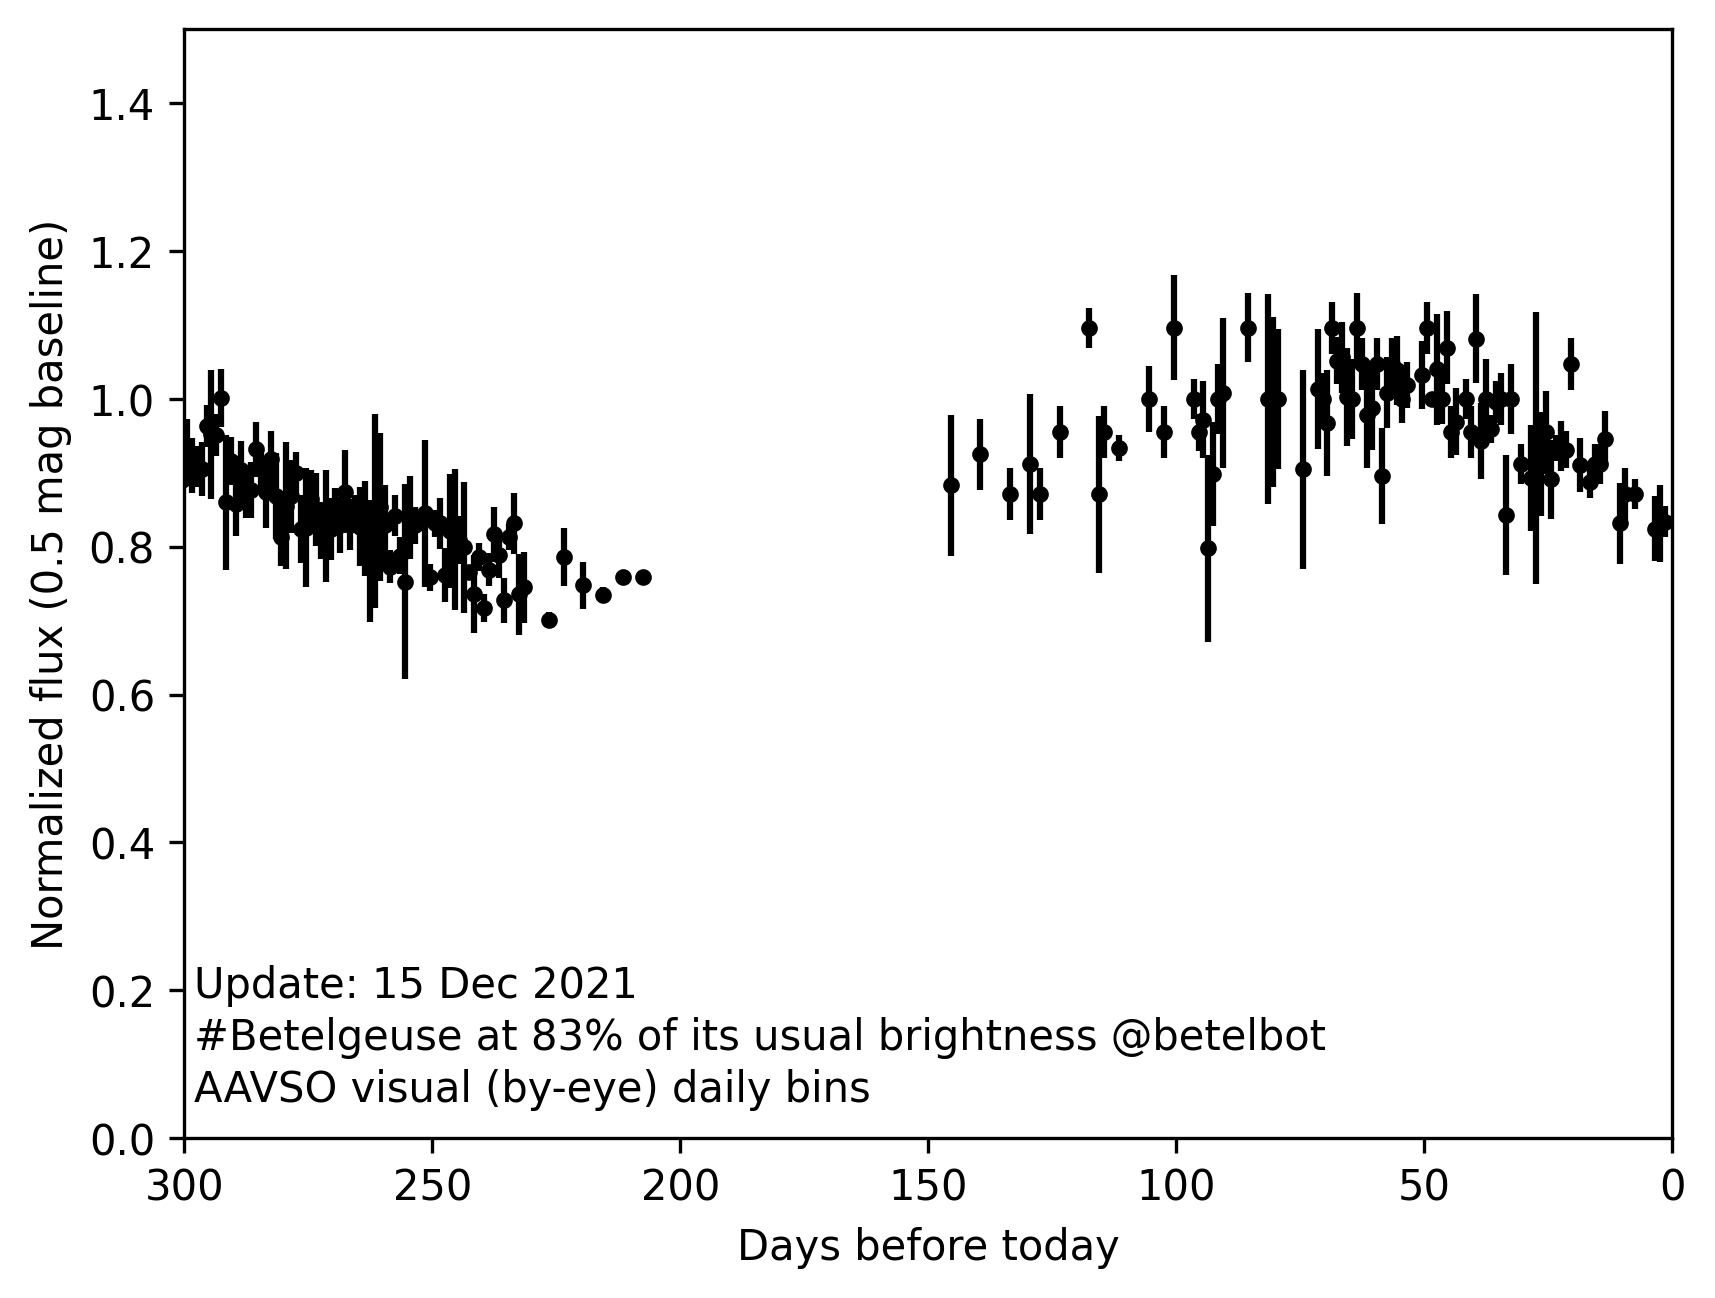 1.4
1.2
1.0
0.8
0.6
0.4
0.2
0.0
Normalized flux (0.5 mag baseline)
Update: 15 Dec 2021
#Betelgeuse at 83% of its usual brightness @betelbot
AAVSO visual (by-eye) daily bins
300 250 200 150 100 50 0
Days before today